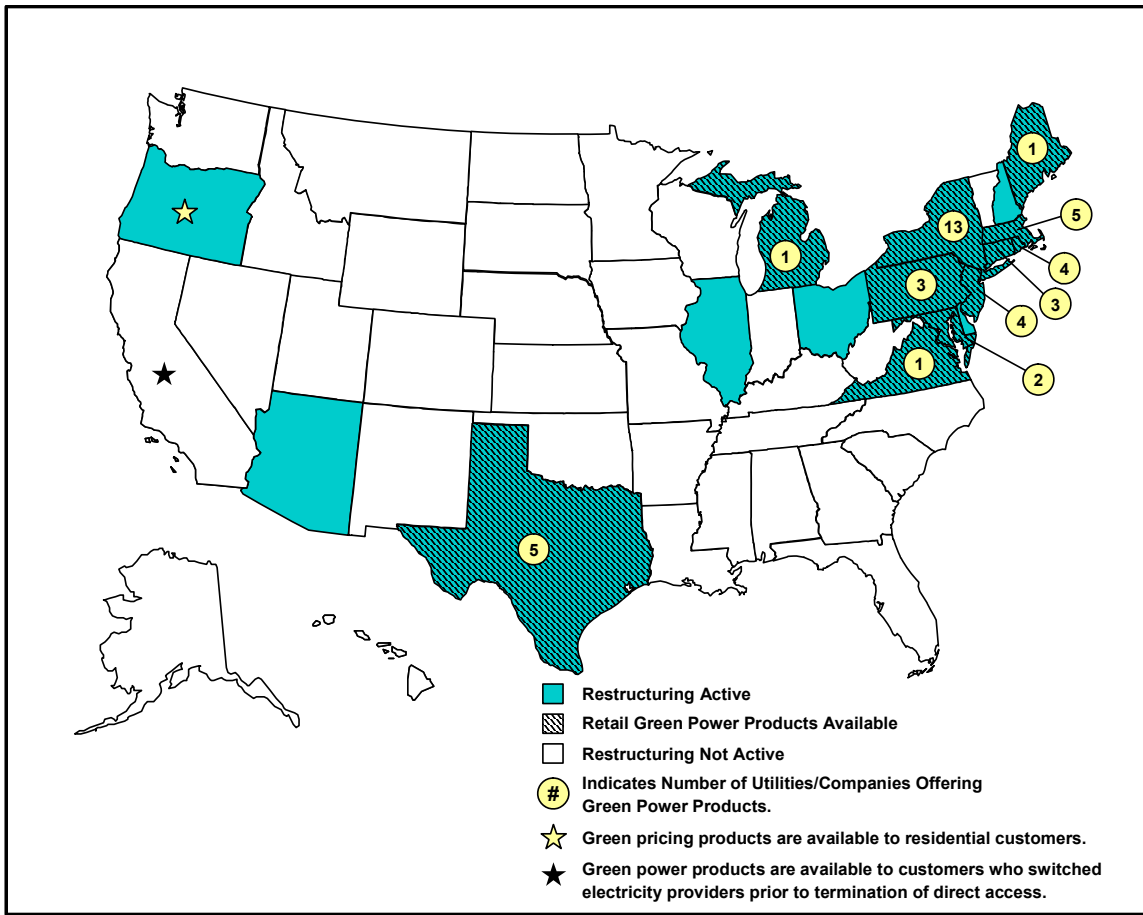 1
13
5
1
4
3
3
4
1
2
5
Restructuring Active
Retail Green Power Products Available
Restructuring Not Active
# Indicates Number of Utilities/Companies Offering
Green Power Products.
Green pricing products are available to residential customers.
Green power products are available to customers who switched
electricity providers prior to termination of direct access.